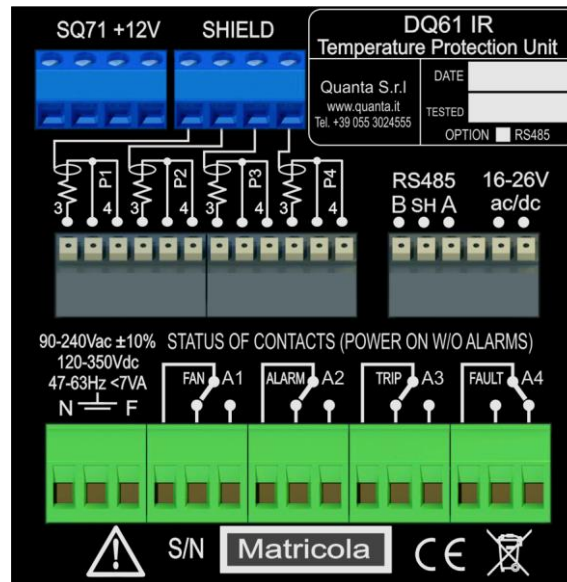 SQ71 +12V
SHIELD
DQ61 IR
Temperature Protection Unit
Quanta S.r.l
www.quanta.it
Tel. +39 055 3024555
DATE
TESTED
OPTION RS485
P1 P2 P3 P4
3 4 3 4 3 4 3 4
RS485
B SH A
16-26V
ac/dc
90-240Vac ±10%
120-350Vdc
47-63Hz <7VA
N F
STATUS OF CONTACTS (POWER ON W/O ALARMS)
FAN A1 ALARM A2 TRIP A3 FAULT A4
S/N Matricola CE